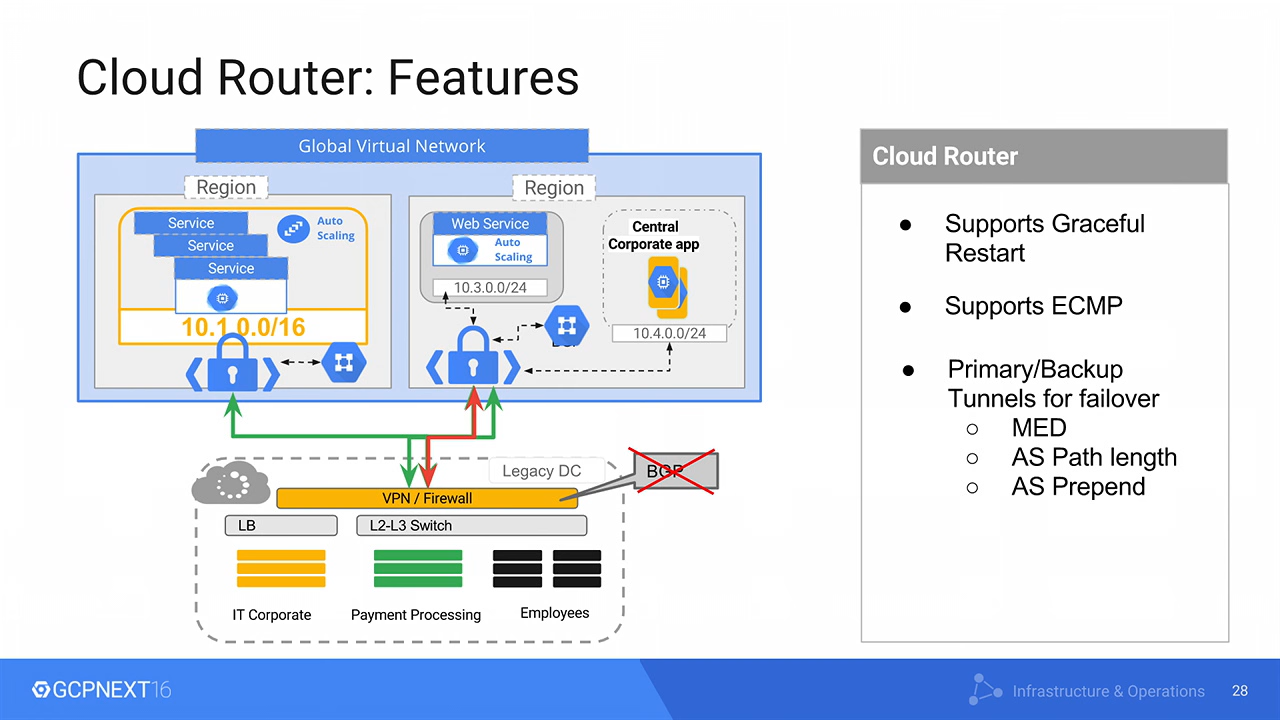 Cloud Router: Features
Global Virtual Network
Region
Service
Service
Service
Auto
Scaling
10.1.0.0/16
Region
Web Service
Auto
Scaling
10.3.0.0/24
Central
Corporate app
10.4.0.0/24
Legacy DC
BGP
VPN / Firewall
LB
L2-L3 Switch
IT Corporate
Payment Processing
Employees
Cloud Router
● Supports Graceful
Restart
● Supports ECMP
● Primary/Backup
Tunnels for failover
○ MED
○ AS Path length
○ AS Prepend
GCPNEXT16
Infrastructure & Operations
28